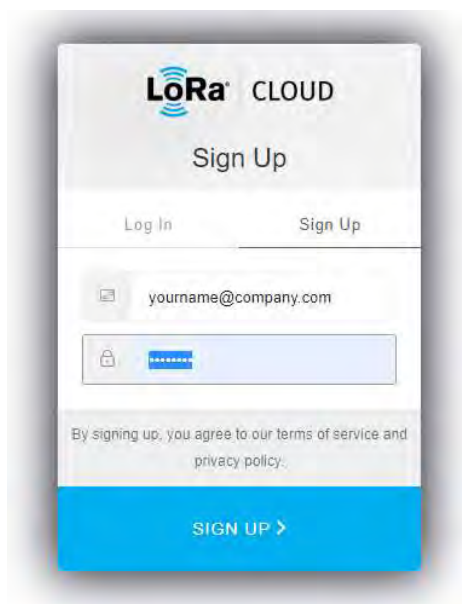 LoRa® CLOUD
Sign Up
Log In Sign Up
yourname@company.com
••••••••
By signing up, you agree to our terms of service and
privacy policy.
SIGN UP >